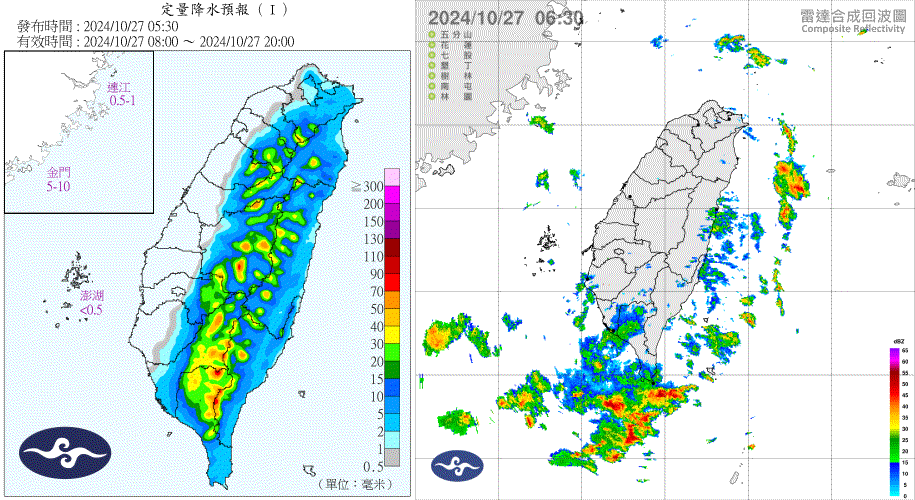 定量降水預報（Ⅰ）
發布時間：2024/10/27 05:30
有效時間：2024/10/27 08:00 ～ 2024/10/27 20:00
連江
0.5-1
金門
5-10
澎湖
<0.5
≧300
200
150
130
110
90
70
50
40
30
20
15
10
5
2
1
0.5
（單位：毫米）
2024/10/27 06:30
五分山
花蓮
七股
墾丁
樹林
南屯
林園
雷達合成回波圖
Composite Reflectivity
dBZ
65
60
55
50
45
40
35
30
25
20
15
10
5
0